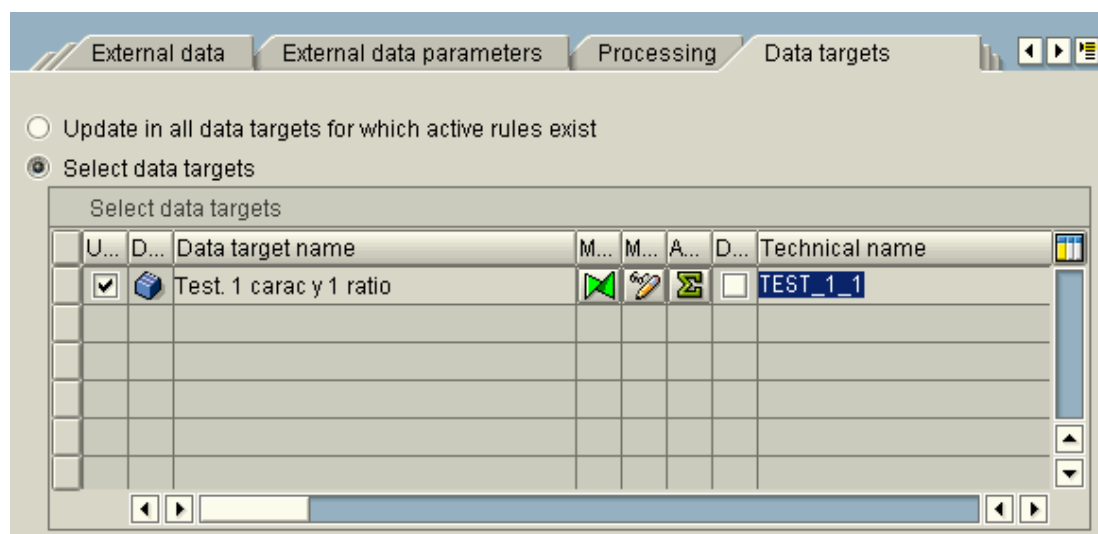 External data External data parameters Processing Data targets
Update in all data targets for which active rules exist
Select data targets
Select data targets
U... D... Data target name M... M... A... D... Technical name
Test. 1 carac y 1 ratio TEST_1_1